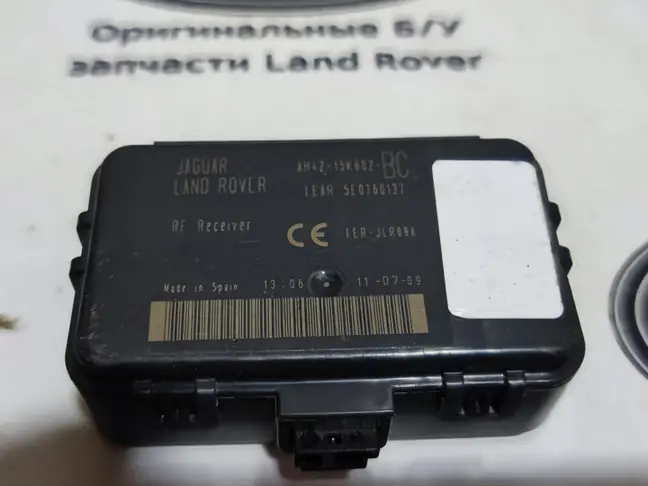 Оригинальные Б/У
запчасти Land Rover
JAGUAR
LAND ROVER
AH42-15K602-BC
LEAR 5E0760127
RF Receiver
CE
LER-JLR09A
Made in Spain
13:06
11-07-09